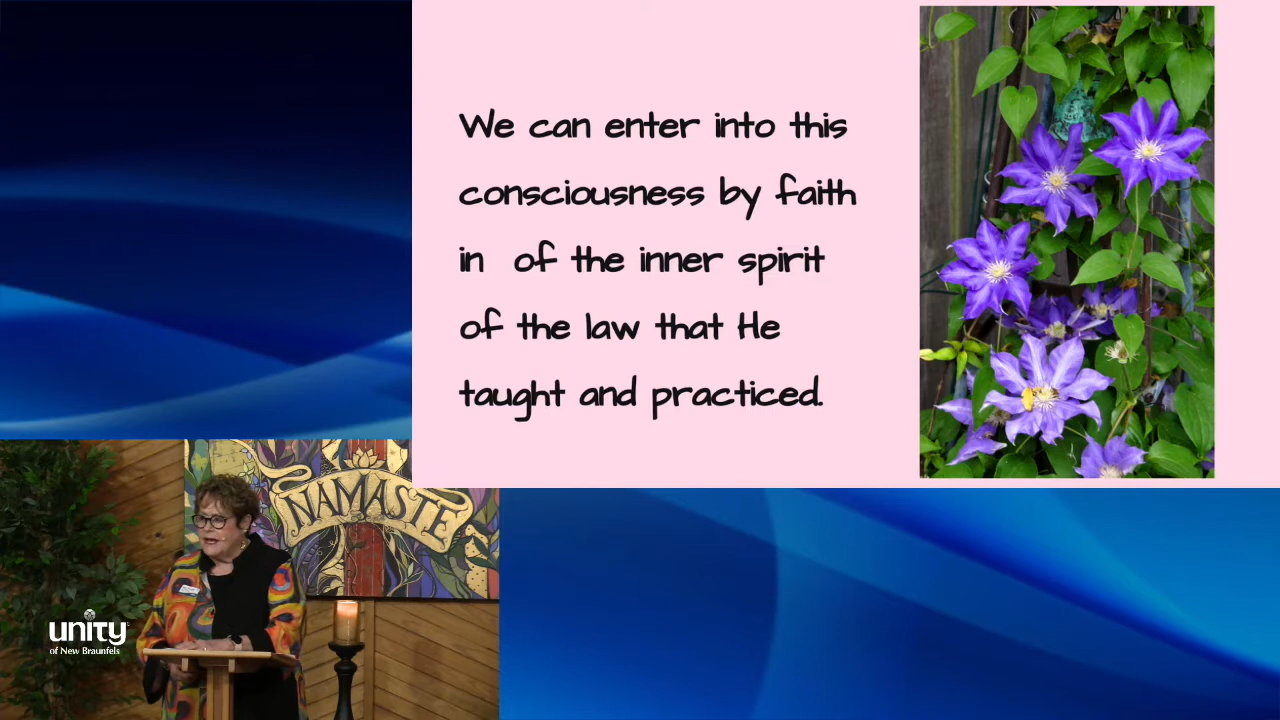 We can enter into this
consciousness by faith
in  of the inner spirit
of the law that He
taught and practiced.
NAMASTE
unity
of New Braunfels